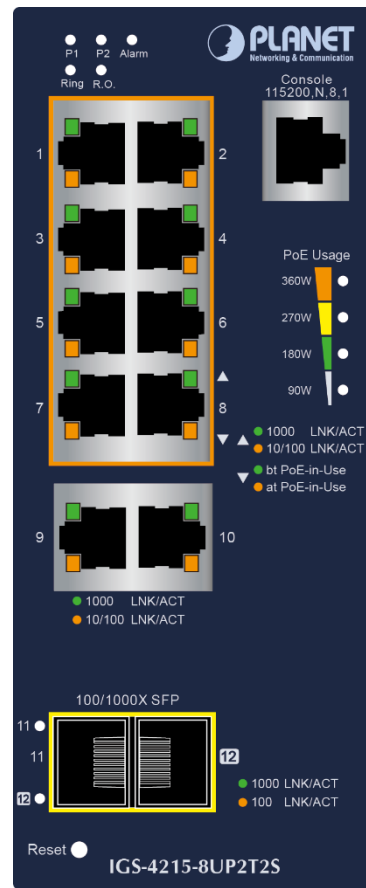 P1 P2 Alarm
Ring R.O.
PLANET
Networking & Communication
Console
115200,N,8,1
1 2
3 4
5 6
7 8
PoE Usage
360W
270W
180W
90W
1000 LNK/ACT
10/100 LNK/ACT
bt PoE-in-Use
at PoE-in-Use
9 10
1000 LNK/ACT
10/100 LNK/ACT
100/1000X SFP
11
11 12
12
1000 LNK/ACT
100 LNK/ACT
Reset
IGS-4215-8UP2T2S